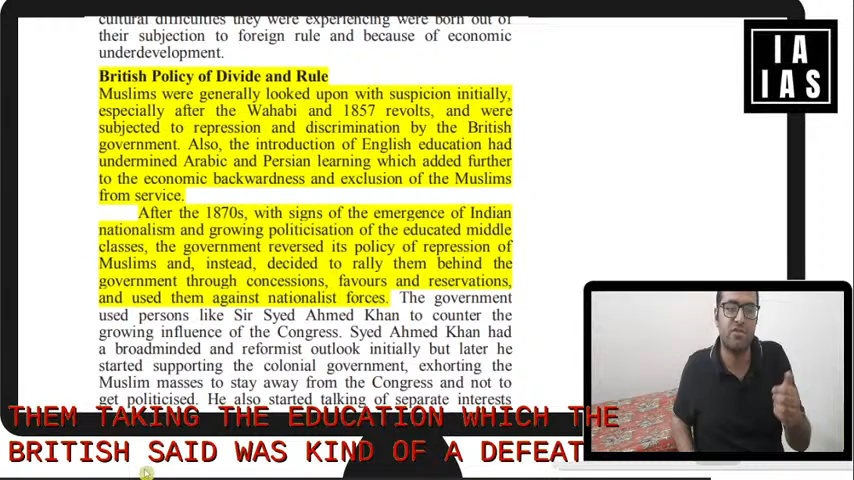 cultural difficulties they were experiencing were born out of
their subjection to foreign rule and because of economic
underdevelopment.
British Policy of Divide and Rule
Muslims were generally looked upon with suspicion initially,
especially after the Wahabi and 1857 revolts, and were
subjected to repression and discrimination by the British
government. Also, the introduction of English education had
undermined Arabic and Persian learning which added further
to the economic backwardness and exclusion of the Muslims
from service.
After the 1870s, with signs of the emergence of Indian
nationalism and growing politicisation of the educated middle
classes, the government reversed its policy of repression of
Muslims and, instead, decided to rally them behind the
government through concessions, favours and reservations,
and used them against nationalist forces. The government
used persons like Sir Syed Ahmed Khan to counter the
growing influence of the Congress. Syed Ahmed Khan had
a broadminded and reformist outlook initially but later he
started supporting the colonial government, exhorting the
Muslim masses to stay away from the Congress and not to
get politicised. He also started talking of separate interests
IA
IAS
THEM TAKING THE EDUCATION WHICH THE
BRITISH SAID WAS KIND OF A DEFEAT